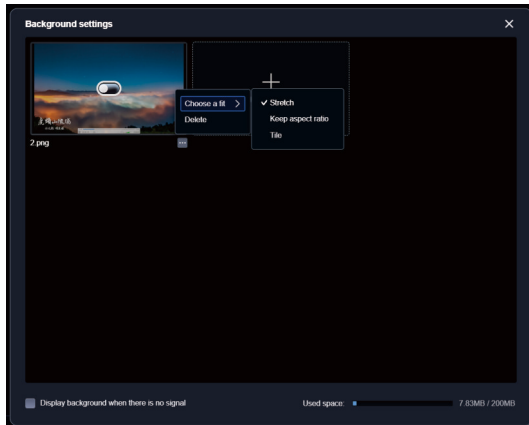 Background settings
Choose a fit
Delete
Stretch
Keep aspect ratio
Tile
2.png
Display background when there is no signal
Used space:
7.83MB / 200MB